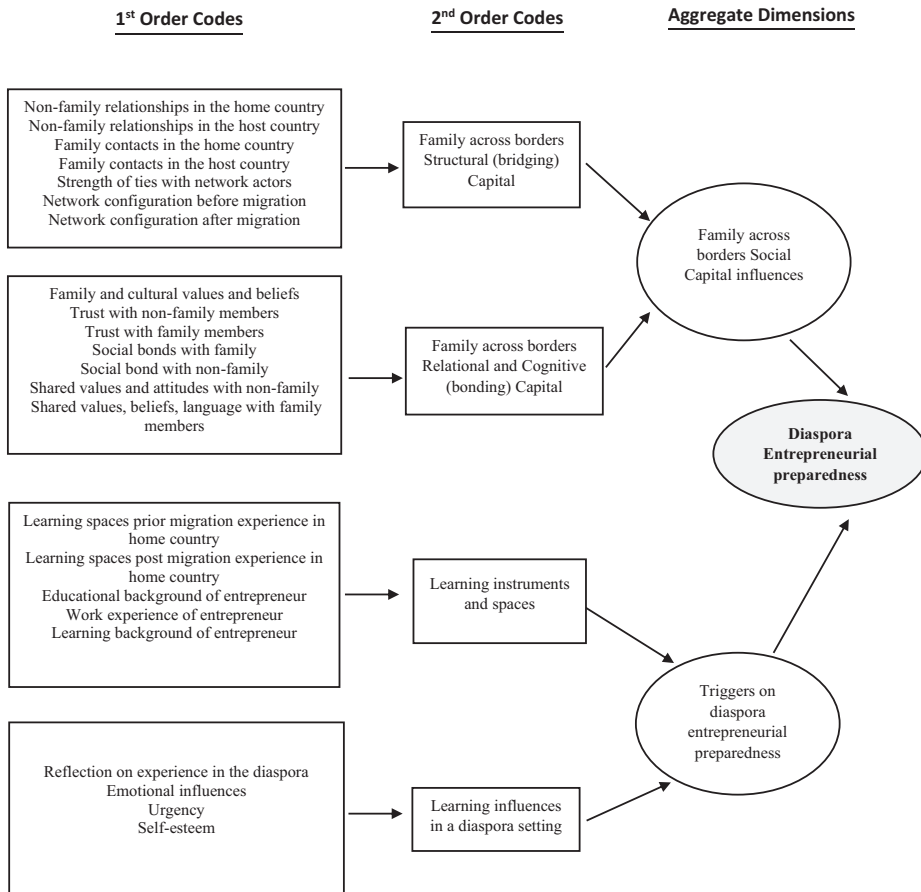 1st Order Codes
2nd Order Codes
Aggregate Dimensions
Non-family relationships in the home country
Non-family relationships in the host country
Family contacts in the home country
Family contacts in the host country
Strength of ties with network actors
Network configuration before migration
Network configuration after migration
Family across borders
Structural (bridging)
Capital
Family across
borders Social
Capital influences
Family and cultural values and beliefs
Trust with non-family members
Trust with family members
Social bonds with family
Social bond with non-family
Shared values and attitudes with non-family
Shared values, beliefs, language with family
members
Family across borders
Relational and Cognitive
(bonding) Capital
Diaspora
Entrepreneurial
preparedness
Learning spaces prior migration experience in
home country
Learning spaces post migration experience in
home country
Educational background of entrepreneur
Work experience of entrepreneur
Learning background of entrepreneur
Learning instruments
and spaces
Triggers on
diaspora
entrepreneurial
preparedness
Reflection on experience in the diaspora
Emotional influences
Urgency
Self-esteem
Learning influences
in a diaspora setting